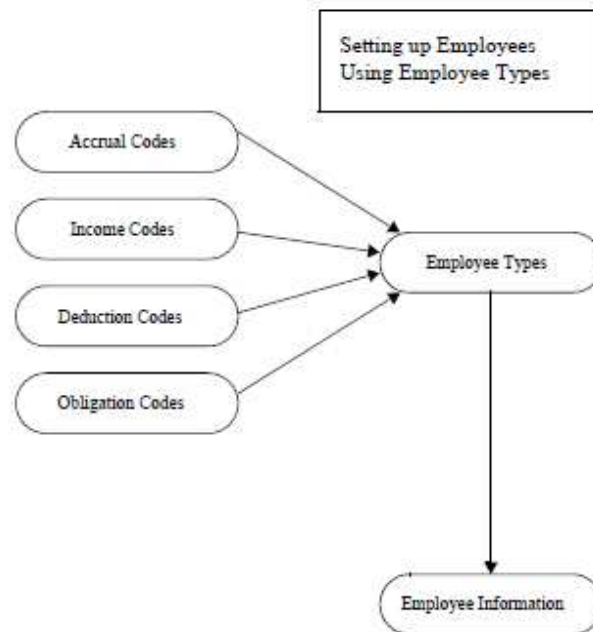 Setting up Employees
Using Employee Types
Accrual Codes
Income Codes
Employee Types
Deduction Codes
Obligation Codes
Employee Information